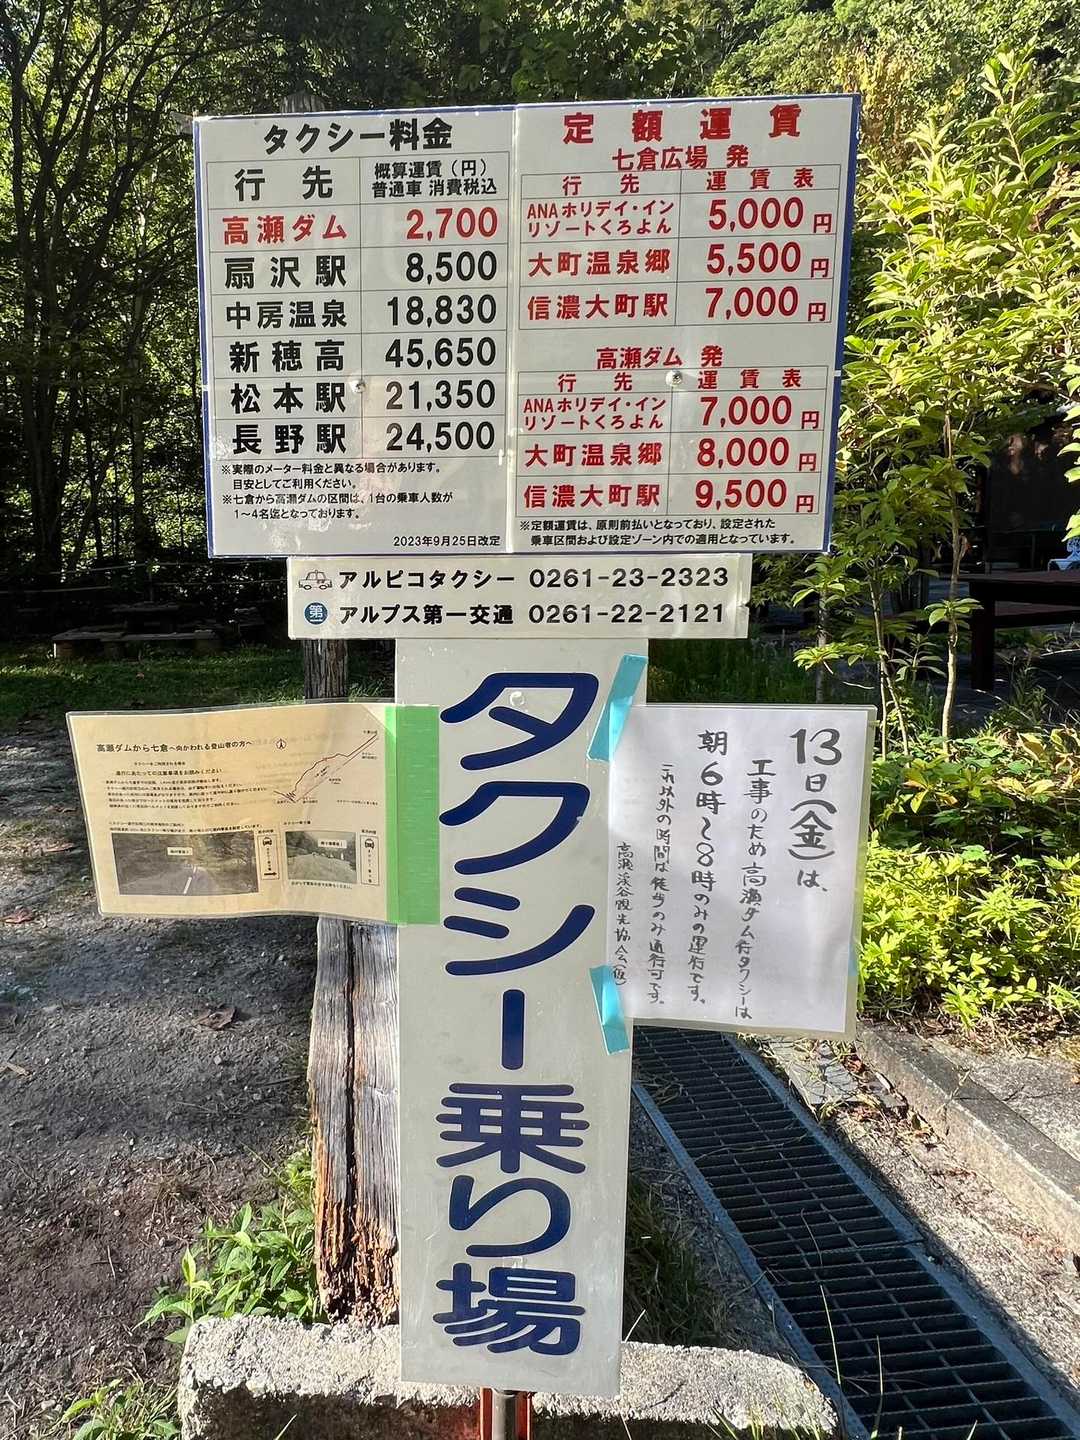 タクシー料金
行先 概算運賃（円） 普通車 消費税込
高瀬ダム 2,700
扇沢駅 8,500
中房温泉 18,830
新穂高 45,650
松本駅 21,350
長野駅 24,500
※実際のメーター料金と異なる場合があります。
目安としてご利用ください。
※七倉から高瀬ダムの区間は、1台の乗車人数が
1〜4名迄となっております。
2023年9月25日改定
定額運賃
七倉広場 発
行先 運賃表
ANAホリデイ・イン リゾートくろよん 5,000円
大町温泉郷 5,500円
信濃大町駅 7,000円
高瀬ダム 発
行先 運賃表
ANAホリデイ・イン リゾートくろよん 7,000円
大町温泉郷 8,000円
信濃大町駅 9,500円
※定額運賃は、原則前払いとなっており、設定された
乗車区間および設定ゾーン内での適用となっています。
アルピコタクシー 0261-23-2323
第一 アルプス第一交通 0261-22-2121
タクシー乗り場
高瀬ダムから七倉へ向かわれる登山者の方へ
13日（金）は、
工事のため高瀬ダム行タクシーは
朝6時〜8時のみの運行です。
これ以外の時間は徒歩のみ通行可です。
高瀬渓谷観光協会（仮）